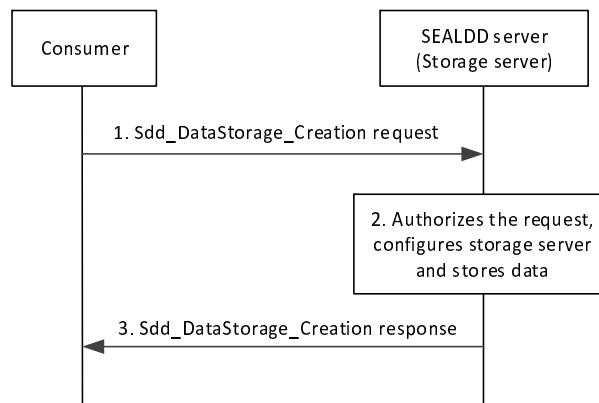 Consumer
SEALDD server
(Storage server)
1. Sdd_DataStorage_Creation request
2. Authorizes the request,
configures storage server
and stores data
3. Sdd_DataStorage_Creation response